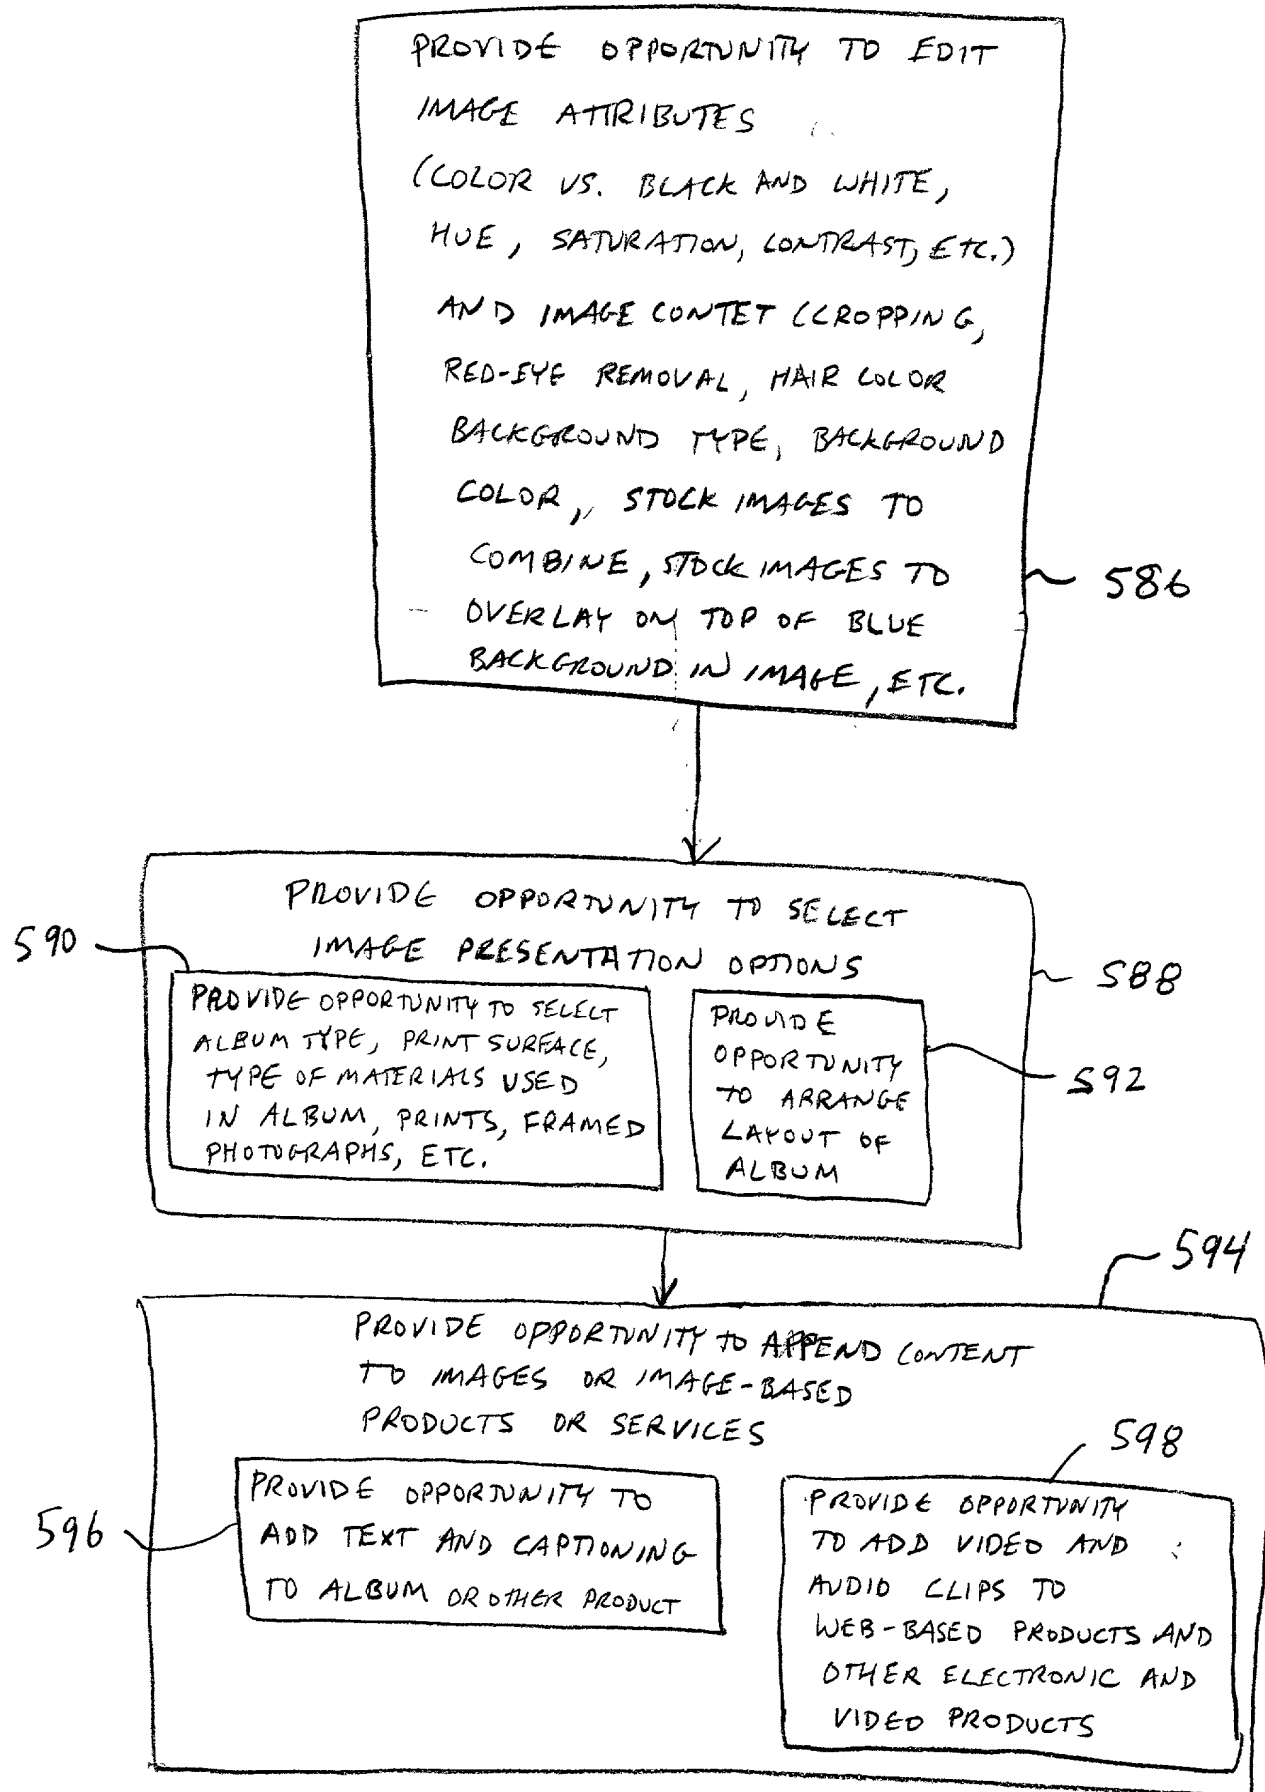 PROVIDE OPPORTUNITY TO EDIT
IMAGE ATTRIBUTES
(COLOR VS. BLACK AND WHITE,
HUE, SATURATION, CONTRAST, ETC.)
AND IMAGE CONTET (CROPPING,
RED-EYE REMOVAL, HAIR COLOR
BACKGROUND TYPE, BACKGROUND
COLOR, STOCK IMAGES TO
COMBINE, STOCK IMAGES TO
OVERLAY ON TOP OF BLUE
BACKGROUND IN IMAGE, ETC.
586
PROVIDE OPPORTUNITY TO SELECT
IMAGE PRESENTATION OPTIONS
588
590
PROVIDE OPPORTUNITY TO SELECT
ALBUM TYPE, PRINT SURFACE,
TYPE OF MATERIALS USED
IN ALBUM, PRINTS, FRAMED
PHOTOGRAPHS, ETC.
PROVIDE
OPPORTUNITY
TO ARRANGE
LAYOUT OF
ALBUM
592
594
PROVIDE OPPORTUNITY TO APPEND CONTENT
TO IMAGES OR IMAGE-BASED
PRODUCTS OR SERVICES
596
PROVIDE OPPORTUNITY TO
ADD TEXT AND CAPTIONING
TO ALBUM OR OTHER PRODUCT
598
PROVIDE OPPORTUNITY
TO ADD VIDEO AND
AUDIO CLIPS TO
WEB-BASED PRODUCTS AND
OTHER ELECTRONIC AND
VIDEO PRODUCTS